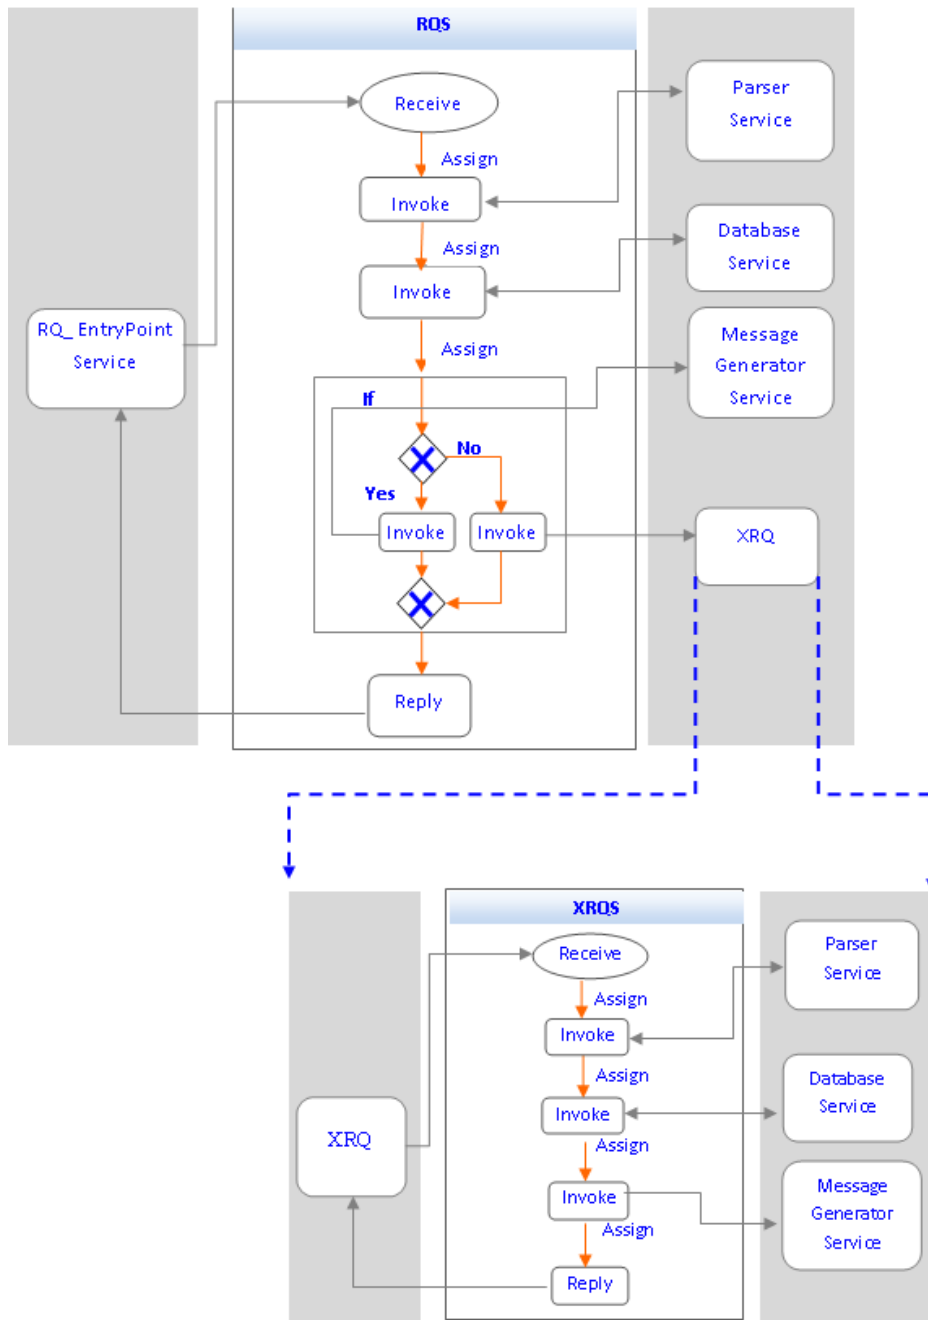 RQS
Receive
Parser
Service
Assign
Invoke
Database
Service
Assign
Invoke
RQ_ EntryPoint
Service
Message
Generator
Service
Assign
If
No
Yes
Invoke
Invoke
XRQ
Reply
XRQS
Receive
Parser
Service
Assign
Invoke
Assign
Database
Service
Invoke
XRQ
Assign
Message
Generator
Service
Invoke
Assign
Reply